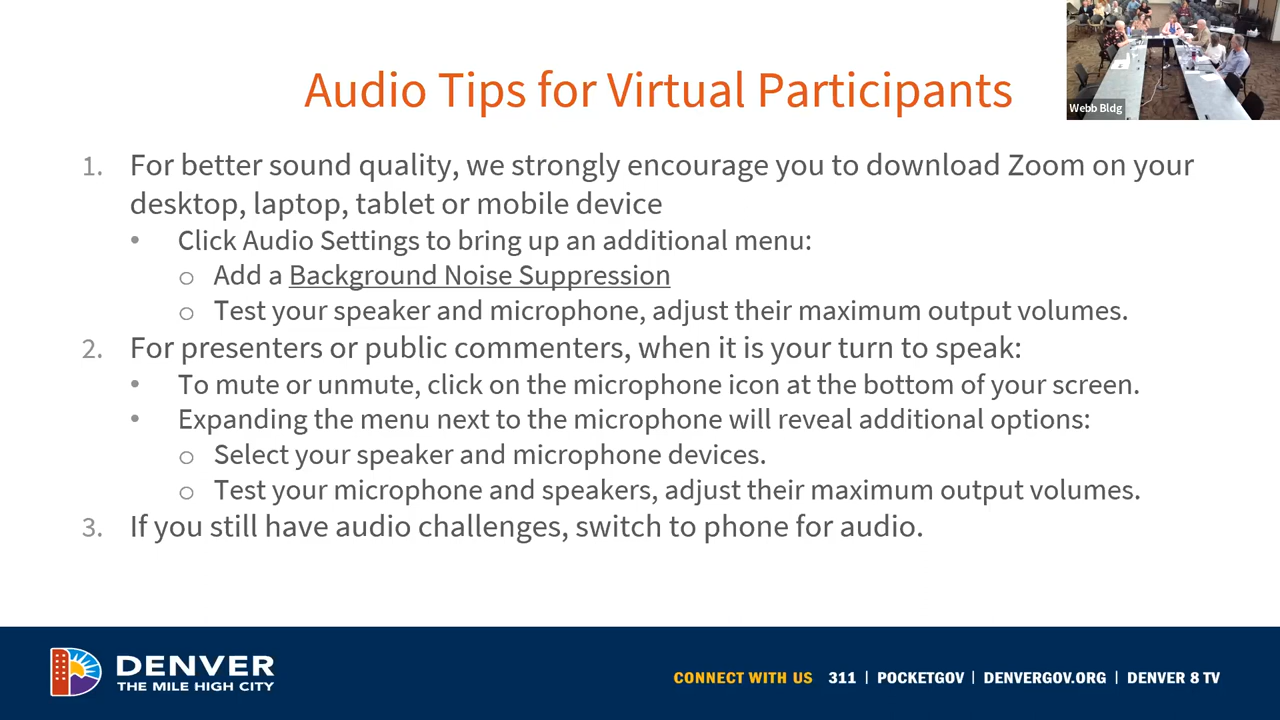 Audio Tips for Virtual Participants
Webb Bldg
1. For better sound quality, we strongly encourage you to download Zoom on your
desktop, laptop, tablet or mobile device
• Click Audio Settings to bring up an additional menu:
○ Add a Background Noise Suppression
○ Test your speaker and microphone, adjust their maximum output volumes.
2. For presenters or public commenters, when it is your turn to speak:
• To mute or unmute, click on the microphone icon at the bottom of your screen.
• Expanding the menu next to the microphone will reveal additional options:
○ Select your speaker and microphone devices.
○ Test your microphone and speakers, adjust their maximum output volumes.
3. If you still have audio challenges, switch to phone for audio.
DENVER
THE MILE HIGH CITY
CONNECT WITH US 311 | POCKETGOV | DENVERGOV.ORG | DENVER 8 TV